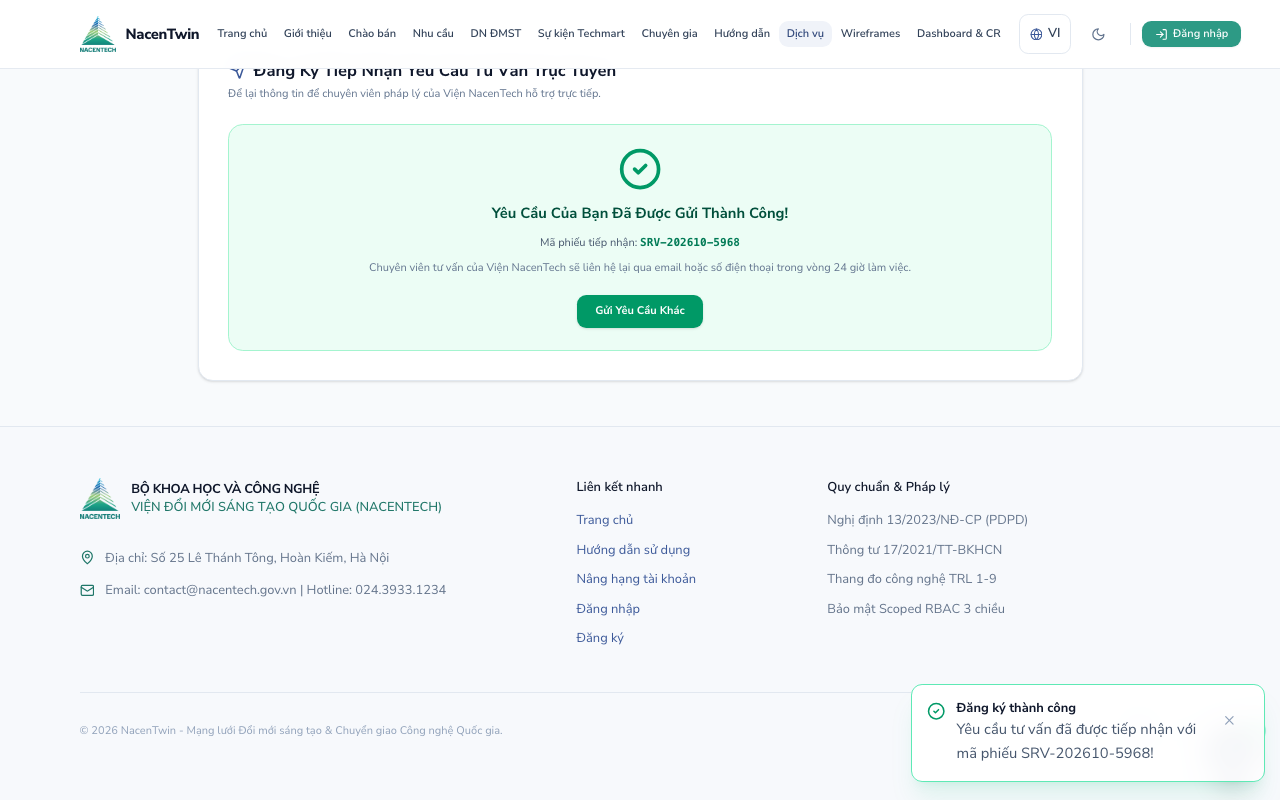 NACENTECH
NacenTwin
Trang chủ
Giới thiệu
Chào bán
Nhu cầu
DN ĐMST
Sự kiện Techmart
Chuyên gia
Hướng dẫn
Dịch vụ
Wireframes
Dashboard & CR
VI
Đăng nhập
Đăng Ký Tiếp Nhận Yêu Cầu Tư Vấn Trực Tuyến
Để lại thông tin để chuyên viên pháp lý của Viện NacenTech hỗ trợ trực tiếp.
Yêu Cầu Của Bạn Đã Được Gửi Thành Công!
Mã phiếu tiếp nhận: SRV-202610-5968
Chuyên viên tư vấn của Viện NacenTech sẽ liên hệ lại qua email hoặc số điện thoại trong vòng 24 giờ làm việc.
Gửi Yêu Cầu Khác
NACENTECH
BỘ KHOA HỌC VÀ CÔNG NGHỆ
VIỆN ĐỔI MỚI SÁNG TẠO QUỐC GIA (NACENTECH)
Địa chỉ: Số 25 Lê Thánh Tông, Hoàn Kiếm, Hà Nội
Email: contact@nacentech.gov.vn | Hotline: 024.3933.1234
Liên kết nhanh
Trang chủ
Hướng dẫn sử dụng
Nâng hạng tài khoản
Đăng nhập
Đăng ký
Quy chuẩn & Pháp lý
Nghị định 13/2023/NĐ-CP (PDPD)
Thông tư 17/2021/TT-BKHCN
Thang đo công nghệ TRL 1-9
Bảo mật Scoped RBAC 3 chiều
© 2026 NacenTwin - Mạng lưới Đổi mới sáng tạo & Chuyển giao Công nghệ Quốc gia.
Đăng ký thành công
Yêu cầu tư vấn đã được tiếp nhận với
mã phiếu SRV-202610-5968!